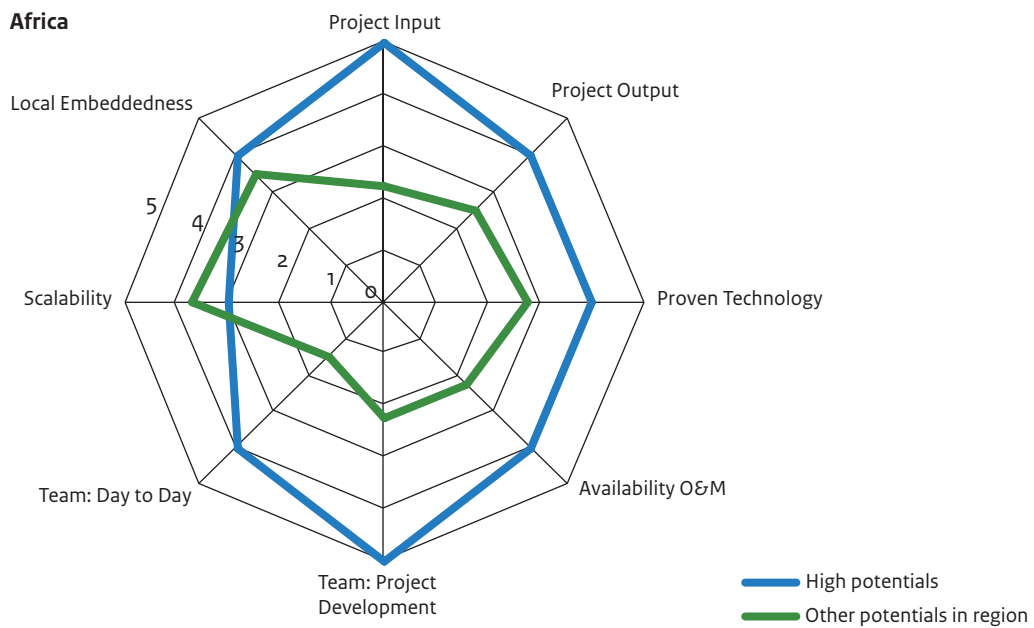 Africa
Project Input
Project Output
Local Embeddedness
5
4
3
2
1
0
Scalability
Proven Technology
Team: Day to Day
Availability O&M
Team: Project
Development
High potentials
Other potentials in region